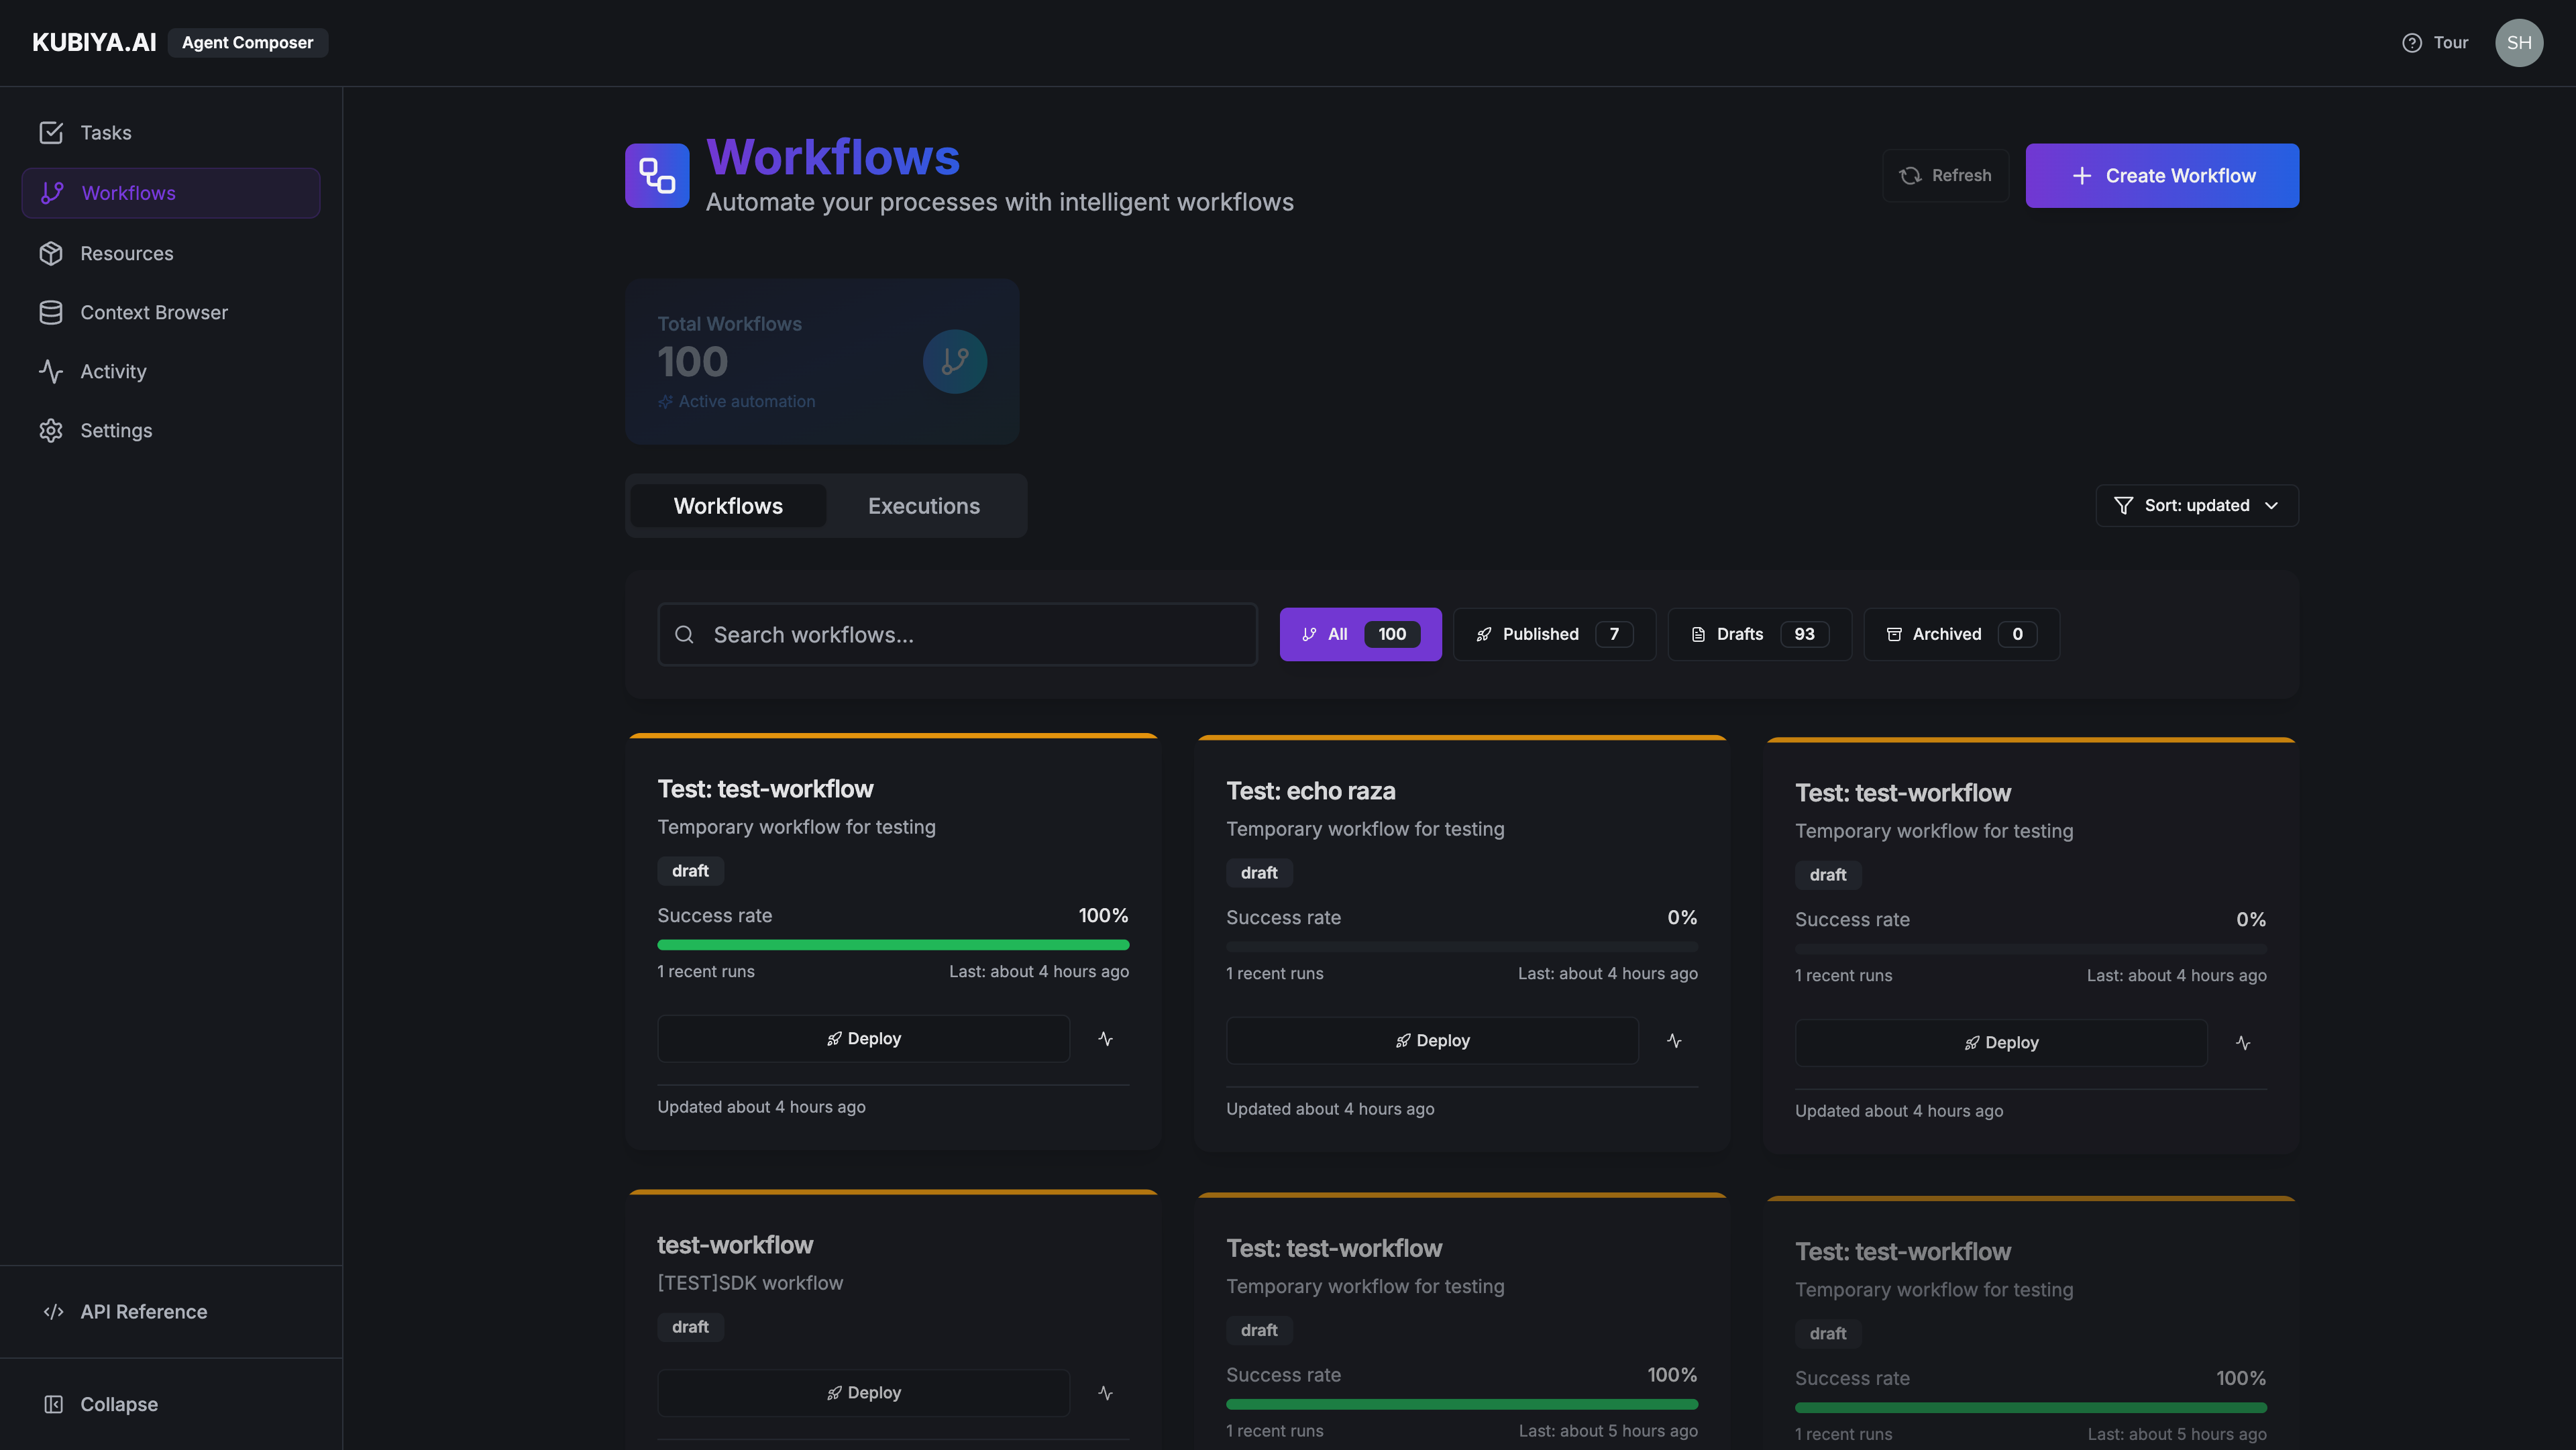 KUBIYA.AI
Agent Composer
Tour
SH
Tasks
Workflows
Resources
Context Browser
Activity
Settings
API Reference
Collapse
Workflows
Automate your processes with intelligent workflows
Refresh
Create Workflow
Total Workflows
100
Active automation
Workflows
Executions
Sort: updated
Search workflows...
All 100
Published 7
Drafts 93
Archived 0
Test: test-workflow
Temporary workflow for testing
draft
Success rate 100%
1 recent runs Last: about 4 hours ago
Deploy
Updated about 4 hours ago
Test: echo raza
Temporary workflow for testing
draft
Success rate 0%
1 recent runs Last: about 4 hours ago
Deploy
Updated about 4 hours ago
Test: test-workflow
Temporary workflow for testing
draft
Success rate 0%
1 recent runs Last: about 4 hours ago
Deploy
Updated about 4 hours ago
test-workflow
[TEST]SDK workflow
draft
Deploy
Test: test-workflow
Temporary workflow for testing
draft
Success rate 100%
1 recent runs Last: about 5 hours ago
Test: test-workflow
Temporary workflow for testing
draft
Success rate 100%
1 recent runs Last: about 5 hours ago